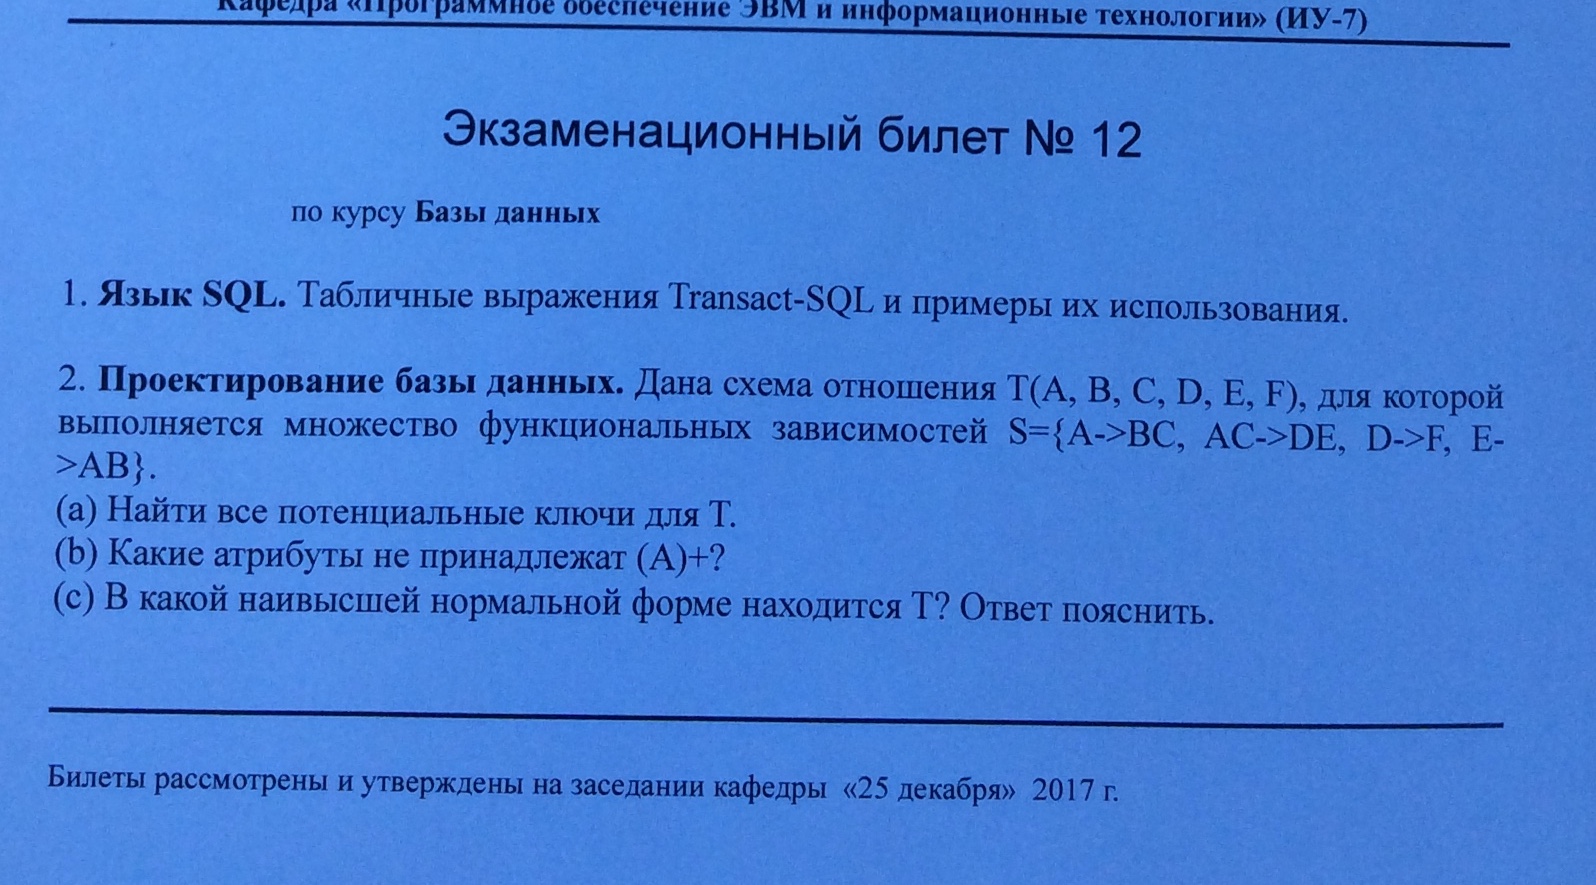 Кафедра «Программное обеспечение ЭВМ и информационные технологии» (ИУ-7)
Экзаменационный билет № 12
по курсу Базы данных
1. Язык SQL. Табличные выражения Transact-SQL и примеры их использования.
2. Проектирование базы данных. Дана схема отношения T(A, B, C, D, E, F), для которой
выполняется множество функциональных зависимостей S={A->BC, AC->DE, D->F, E-
>AB}.
(a) Найти все потенциальные ключи для T.
(b) Какие атрибуты не принадлежат (A)+?
(c) В какой наивысшей нормальной форме находится T? Ответ пояснить.
Билеты рассмотрены и утверждены на заседании кафедры «25 декабря» 2017 г.